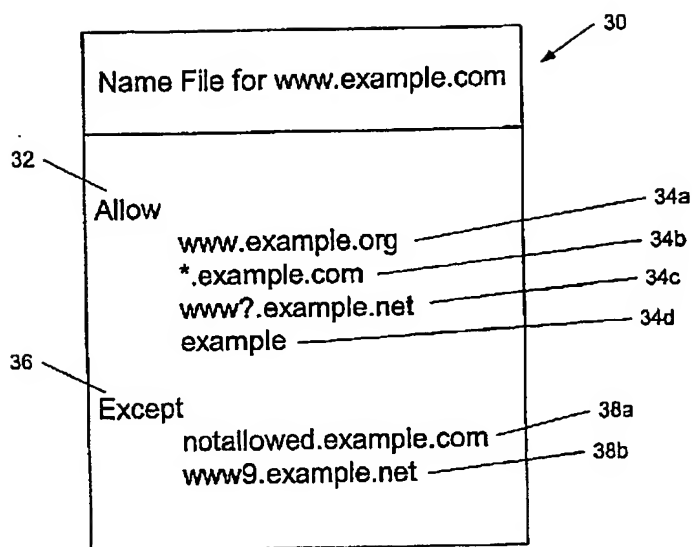 30
Name File for www.example.com
32
Allow
34a
www.example.org
34b
*.example.com
34c
www?.example.net
34d
example
36
Except
38a
notallowed.example.com
38b
www9.example.net